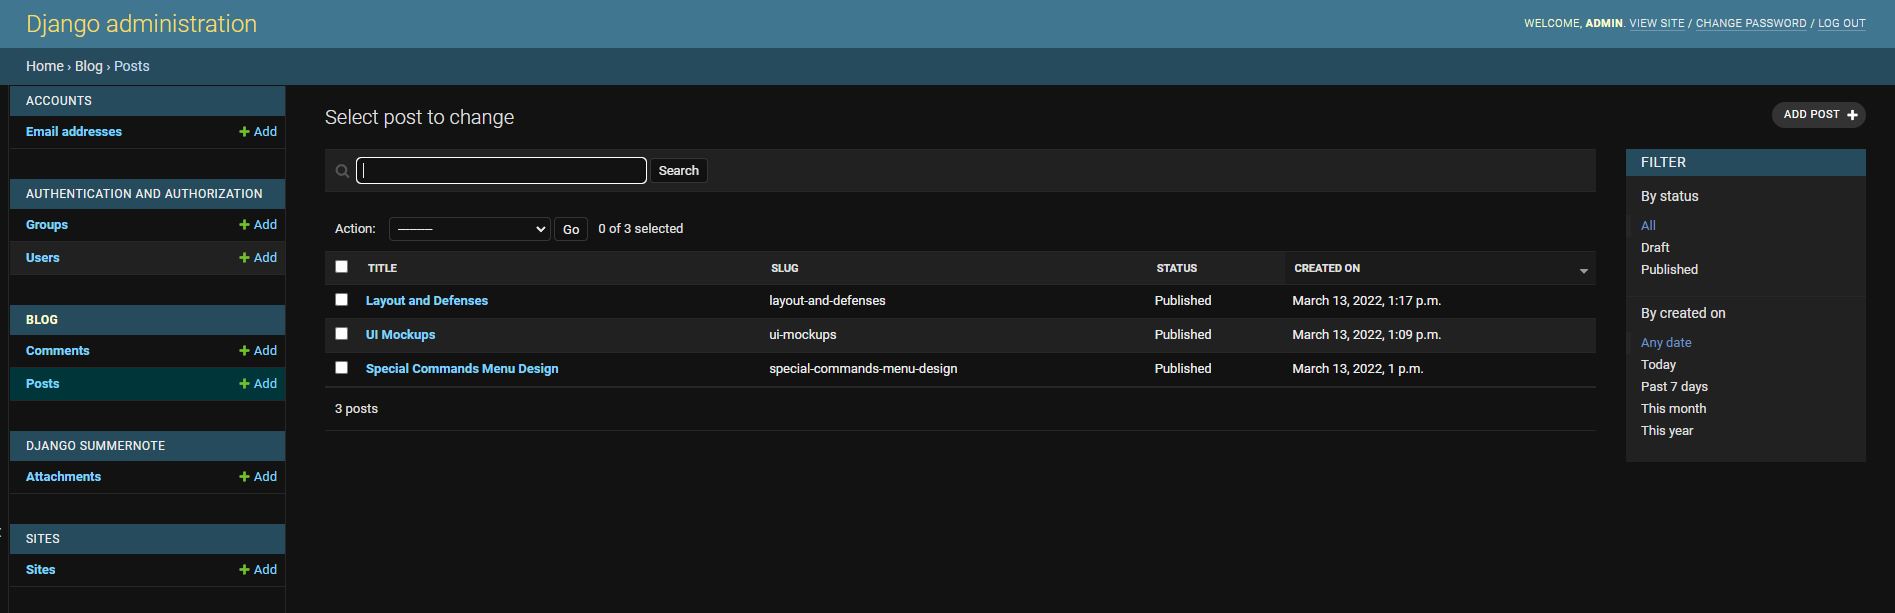 Django administration
WELCOME, ADMIN. VIEW SITE / CHANGE PASSWORD / LOG OUT
Home › Blog › Posts
ACCOUNTS
Email addresses + Add
AUTHENTICATION AND AUTHORIZATION
Groups + Add
Users + Add
BLOG
Comments + Add
Posts + Add
DJANGO SUMMERNOTE
Attachments + Add
SITES
Sites + Add
Select post to change
ADD POST +
Search
Action: --------- Go 0 of 3 selected
TITLE SLUG STATUS CREATED ON
Layout and Defenses layout-and-defenses Published March 13, 2022, 1:17 p.m.
UI Mockups ui-mockups Published March 13, 2022, 1:09 p.m.
Special Commands Menu Design special-commands-menu-design Published March 13, 2022, 1 p.m.
3 posts
FILTER
By status
All
Draft
Published
By created on
Any date
Today
Past 7 days
This month
This year